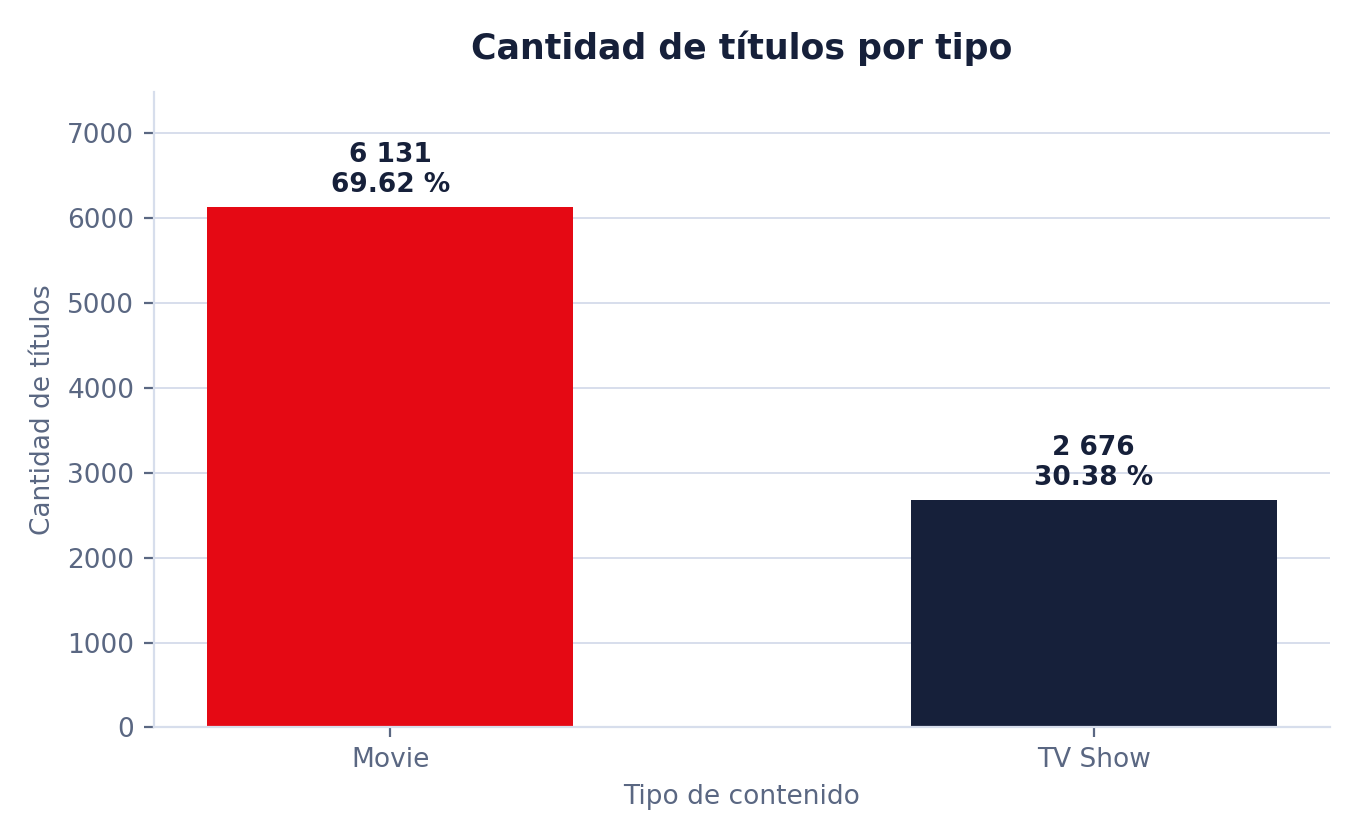 Cantidad de títulos por tipo
Cantidad de títulos
7000
6000
5000
4000
3000
2000
1000
0
6 131
69.62 %
2 676
30.38 %
Movie
TV Show
Tipo de contenido